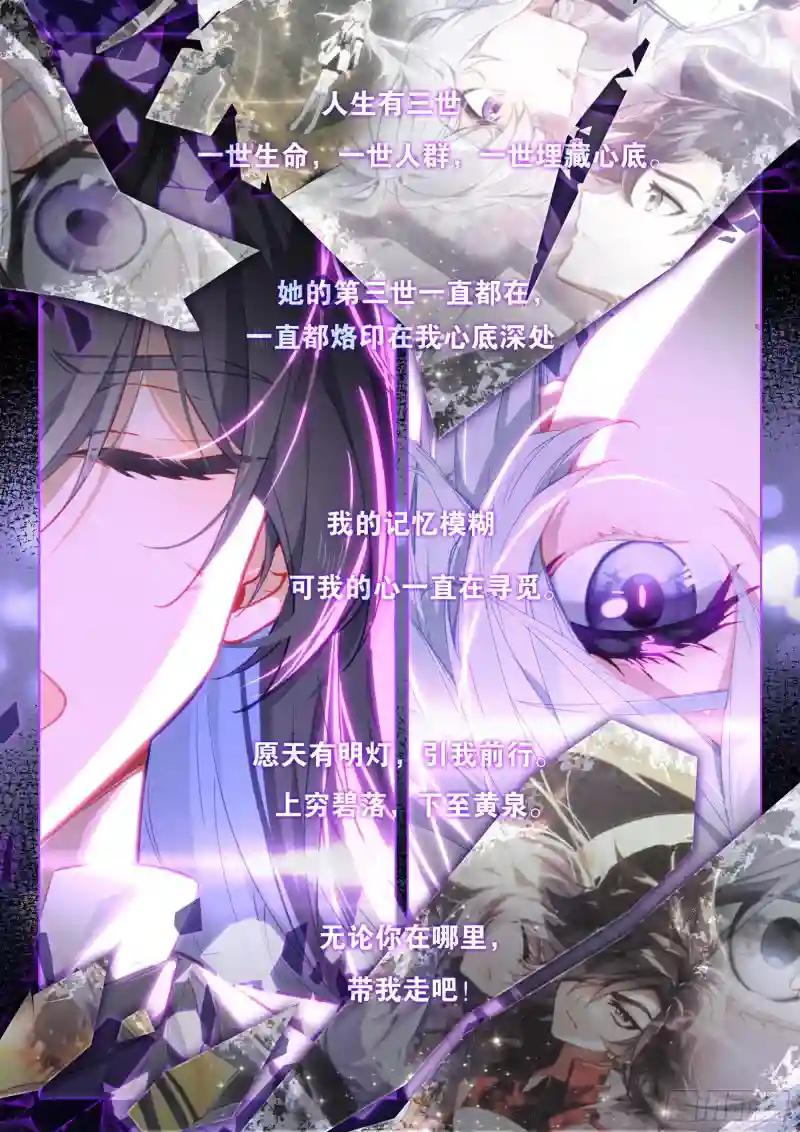 人生有三世
一世生命，一世人群，一世埋藏心底。
她的第三世一直都在，
一直都烙印在我心底深处
我的记忆模糊
可我的心一直在寻觅。
愿天有明灯，引我前行。
上穷碧落，下至黄泉。
无论你在哪里，
带我走吧！